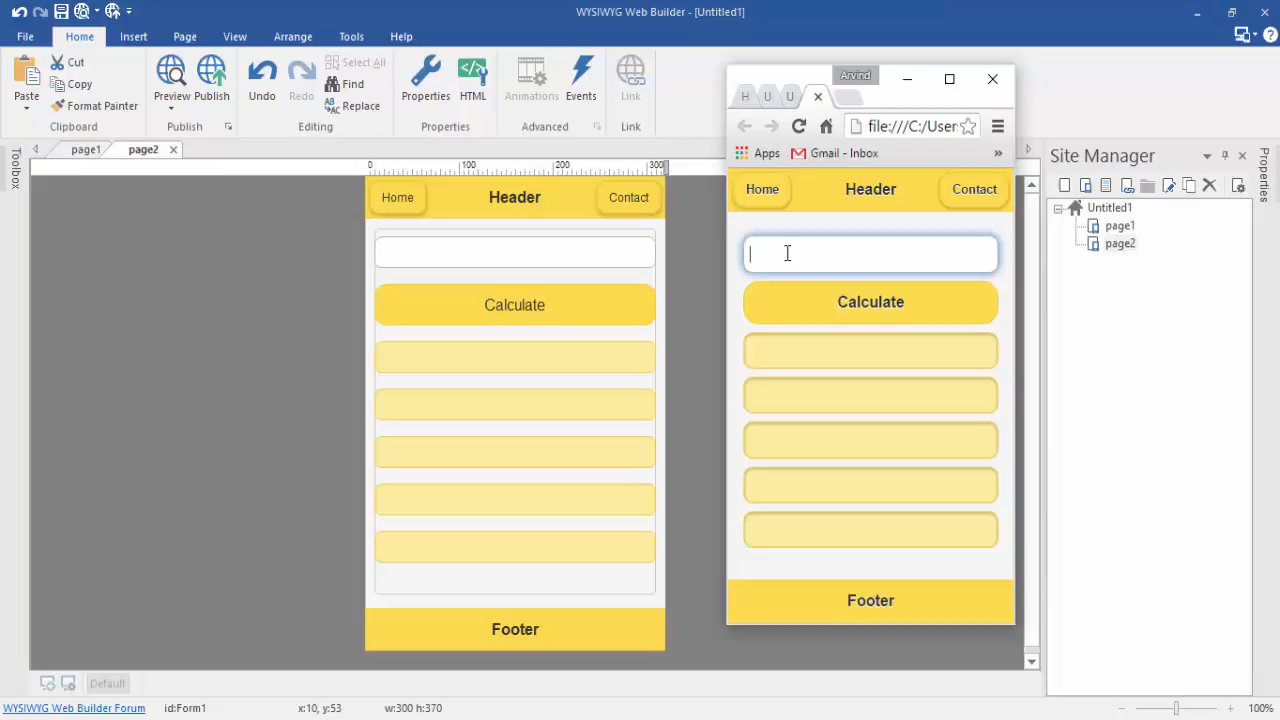 WYSIWYG Web Builder - [Untitled1]
File Home Insert Page View Arrange Tools Help
Paste
Cut
Copy
Format Painter
Clipboard
Preview Publish
Publish
Undo Redo
Select All
Find
Replace
Editing
Properties HTML
Properties
Animations Events
Advanced
Link
Link
page1 page2
0 100 200 300
Toolbox
Home Header Contact
Calculate
Footer
Arvind
H U U
file:///C:/User
Apps Gmail - Inbox »
Home Header Contact
Calculate
Footer
Site Manager
Untitled1
page1
page2
Properties
Default
WYSIWYG Web Builder Forum id:Form1 x:10, y:53 w:300 h:370 100%